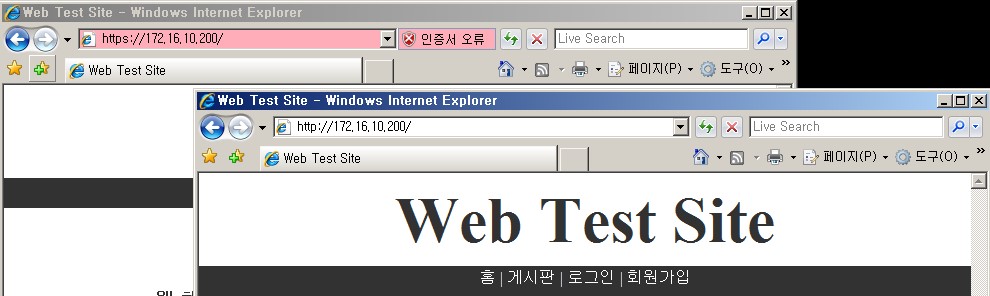 Web Test Site - Windows Internet Explorer
https://172.16.10.200/
인증서 오류
Live Search
Web Test Site
페이지(P)
도구(O)
Web Test Site - Windows Internet Explorer
http://172.16.10.200/
Live Search
Web Test Site
페이지(P)
도구(O)
Web Test Site
홈 | 게시판 | 로그인 | 회원가입